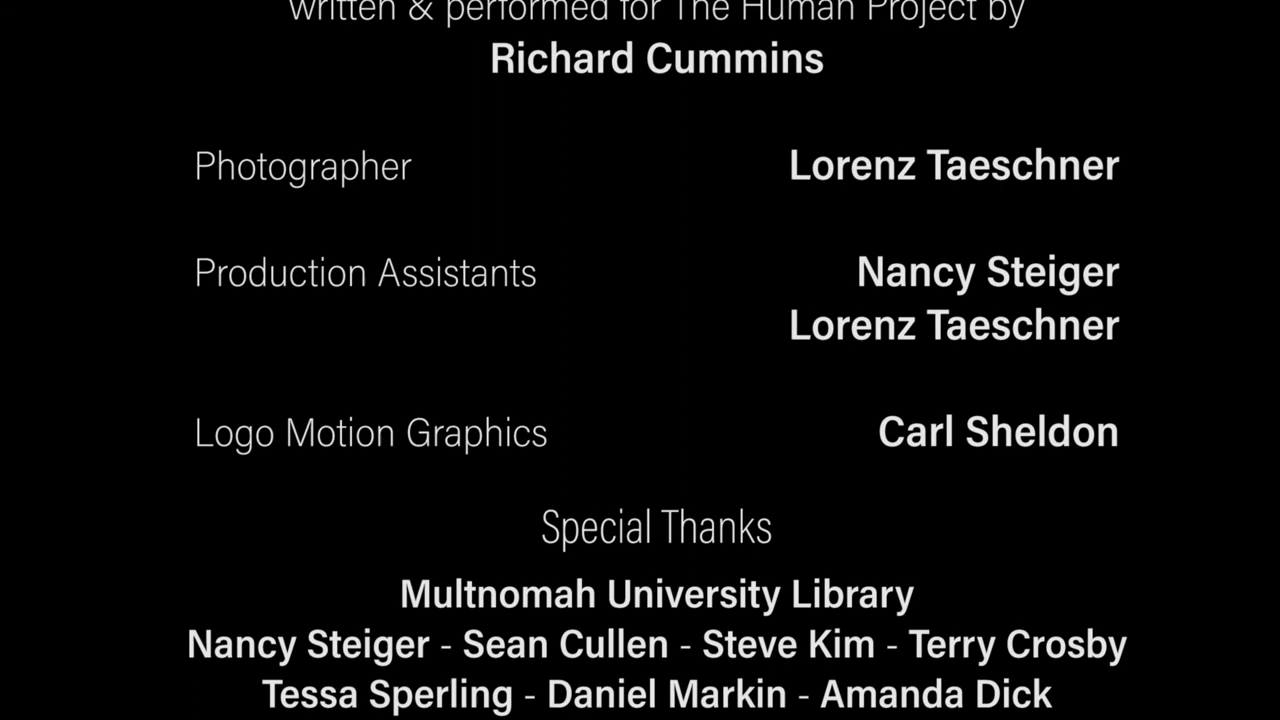 written & performed for The Human Project by
Richard Cummins
Photographer Lorenz Taeschner
Production Assistants Nancy Steiger
Lorenz Taeschner
Logo Motion Graphics Carl Sheldon
Special Thanks
Multnomah University Library
Nancy Steiger - Sean Cullen - Steve Kim - Terry Crosby
Tessa Sperling - Daniel Markin - Amanda Dick